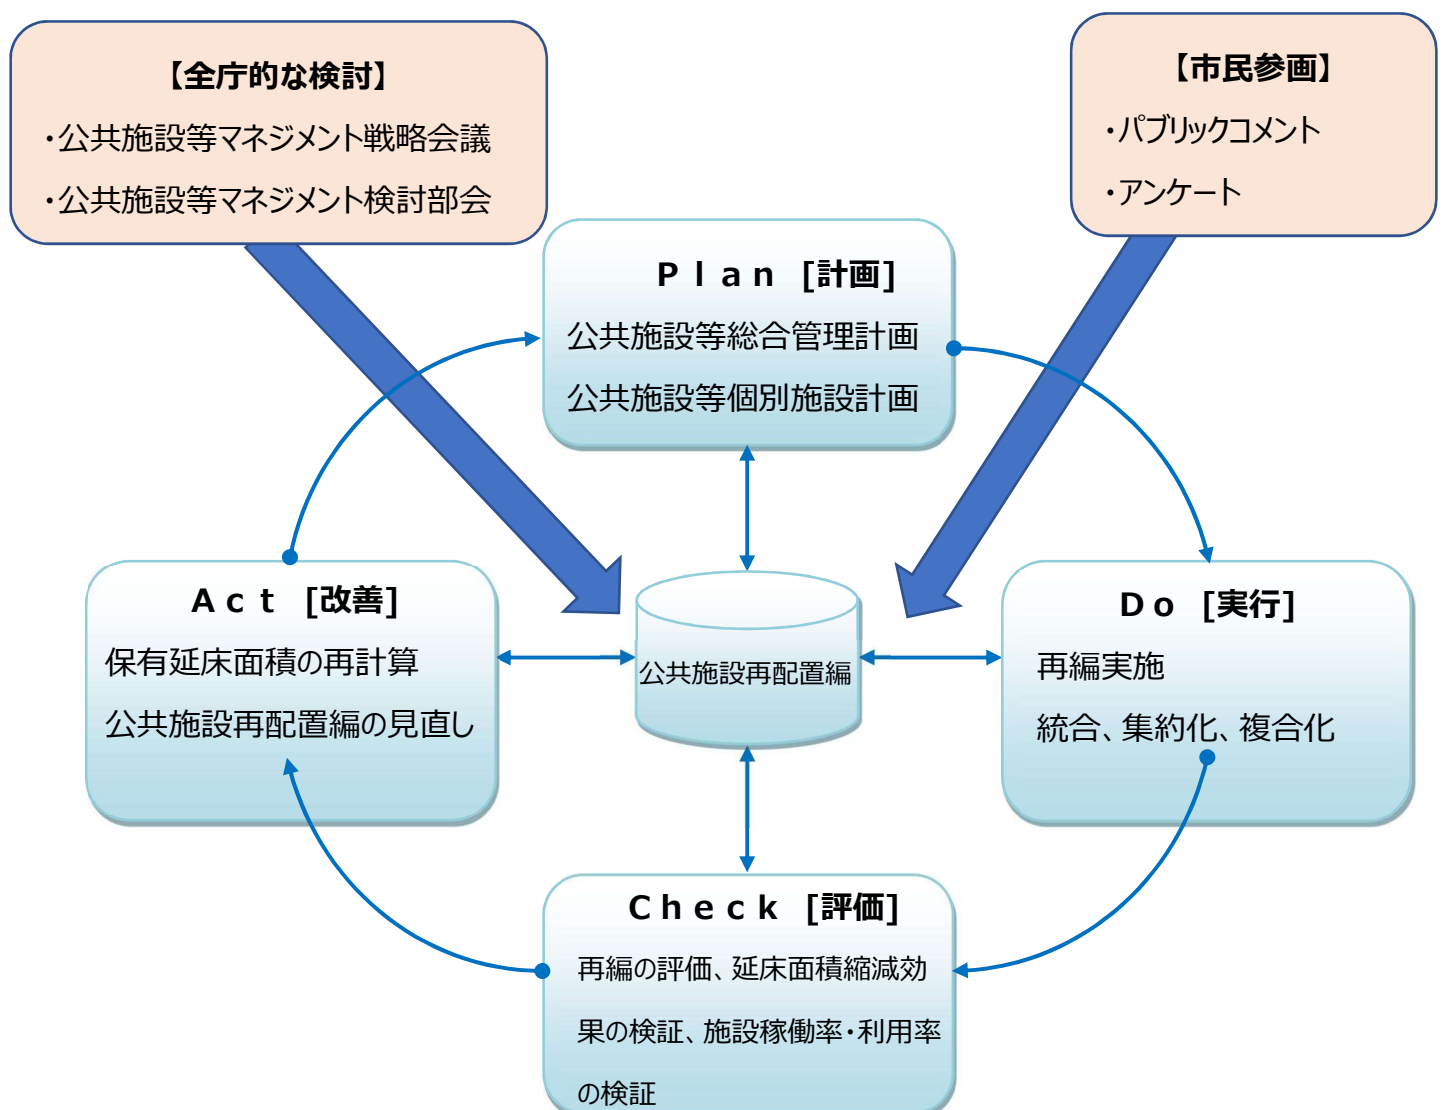 【全庁的な検討】
・公共施設等マネジメント戦略会議
・公共施設等マネジメント検討部会
【市民参画】
・パブリックコメント
・アンケート
Ｐｌａｎ [計画]
公共施設等総合管理計画
公共施設等個別施設計画
Ａｃｔ [改善]
保有延床面積の再計算
公共施設再配置編の見直し
公共施設再配置編
Ｄｏ [実行]
再編実施
統合、集約化、複合化
Ｃｈｅｃｋ [評価]
再編の評価、延床面積縮減効
果の検証、施設稼働率・利用率
の検証